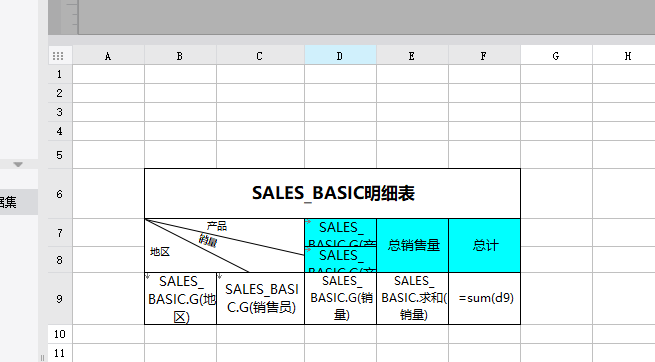 A B C D E F G H
1
2
3
4
5
6
SALES_BASIC明细表
7
产品
销量
地区
SALES_
BASIC.G(产
总销售量
总计
8
SALES_
BASIC.G(产
9
SALES_
BASIC.G(地
区)
SALES_BASI
C.G(销售员)
SALES_
BASIC.G(销
量)
SALES_
BASIC.求和(
销量)
=sum(d9)
10
11
据集